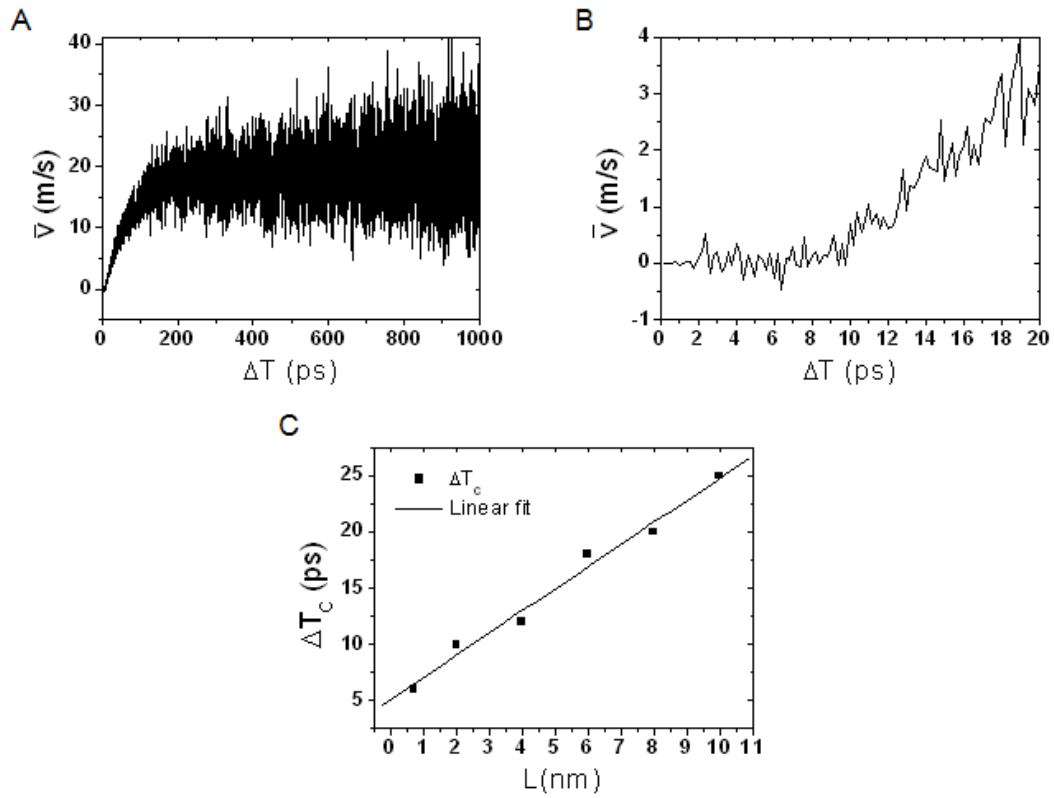 A
v̄ (m/s)
40
30
20
10
0
0 200 400 600 800 1000
ΔT (ps)
B
v̄ (m/s)
4
3
2
1
0
-1
0 2 4 6 8 10 12 14 16 18 20
ΔT (ps)
C
ΔT_c
Linear fit
ΔT_C (ps)
25
20
15
10
5
0 1 2 3 4 5 6 7 8 9 10 11
L(nm)